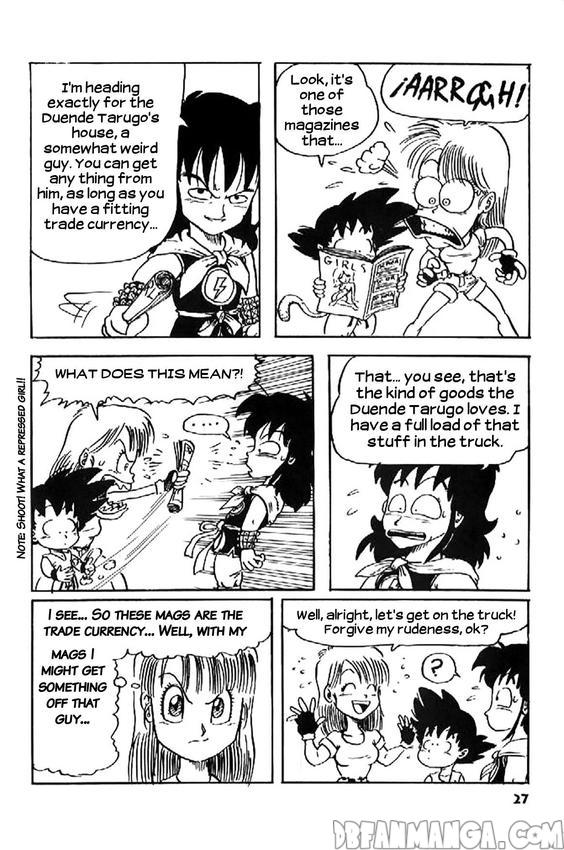 I'm heading
exactly for the
Duende Tarugo's
house, a
somewhat weird
guy. You can get
any thing from
him, as long as you
have a fitting
trade currency...
Look, it's
one of
those
magazines
that...
¡AARRGGH!
GIRLS
WHAT DOES THIS MEAN?!
......
NOTE: SHOOT! WHAT A REPRESSED GIRL!!
That... you see, that's
the kind of goods the
Duende Tarugo loves. I
have a full load of that
stuff in the truck.
I SEE... SO THESE MAGS ARE THE
TRADE CURRENCY... WELL, WITH MY
MAGS I
MIGHT GET
SOMETHING
OFF THAT
GUY...
Well, alright, let's get on the truck!
Forgive my rudeness, ok?
?
27
DBFANMANGA.COM